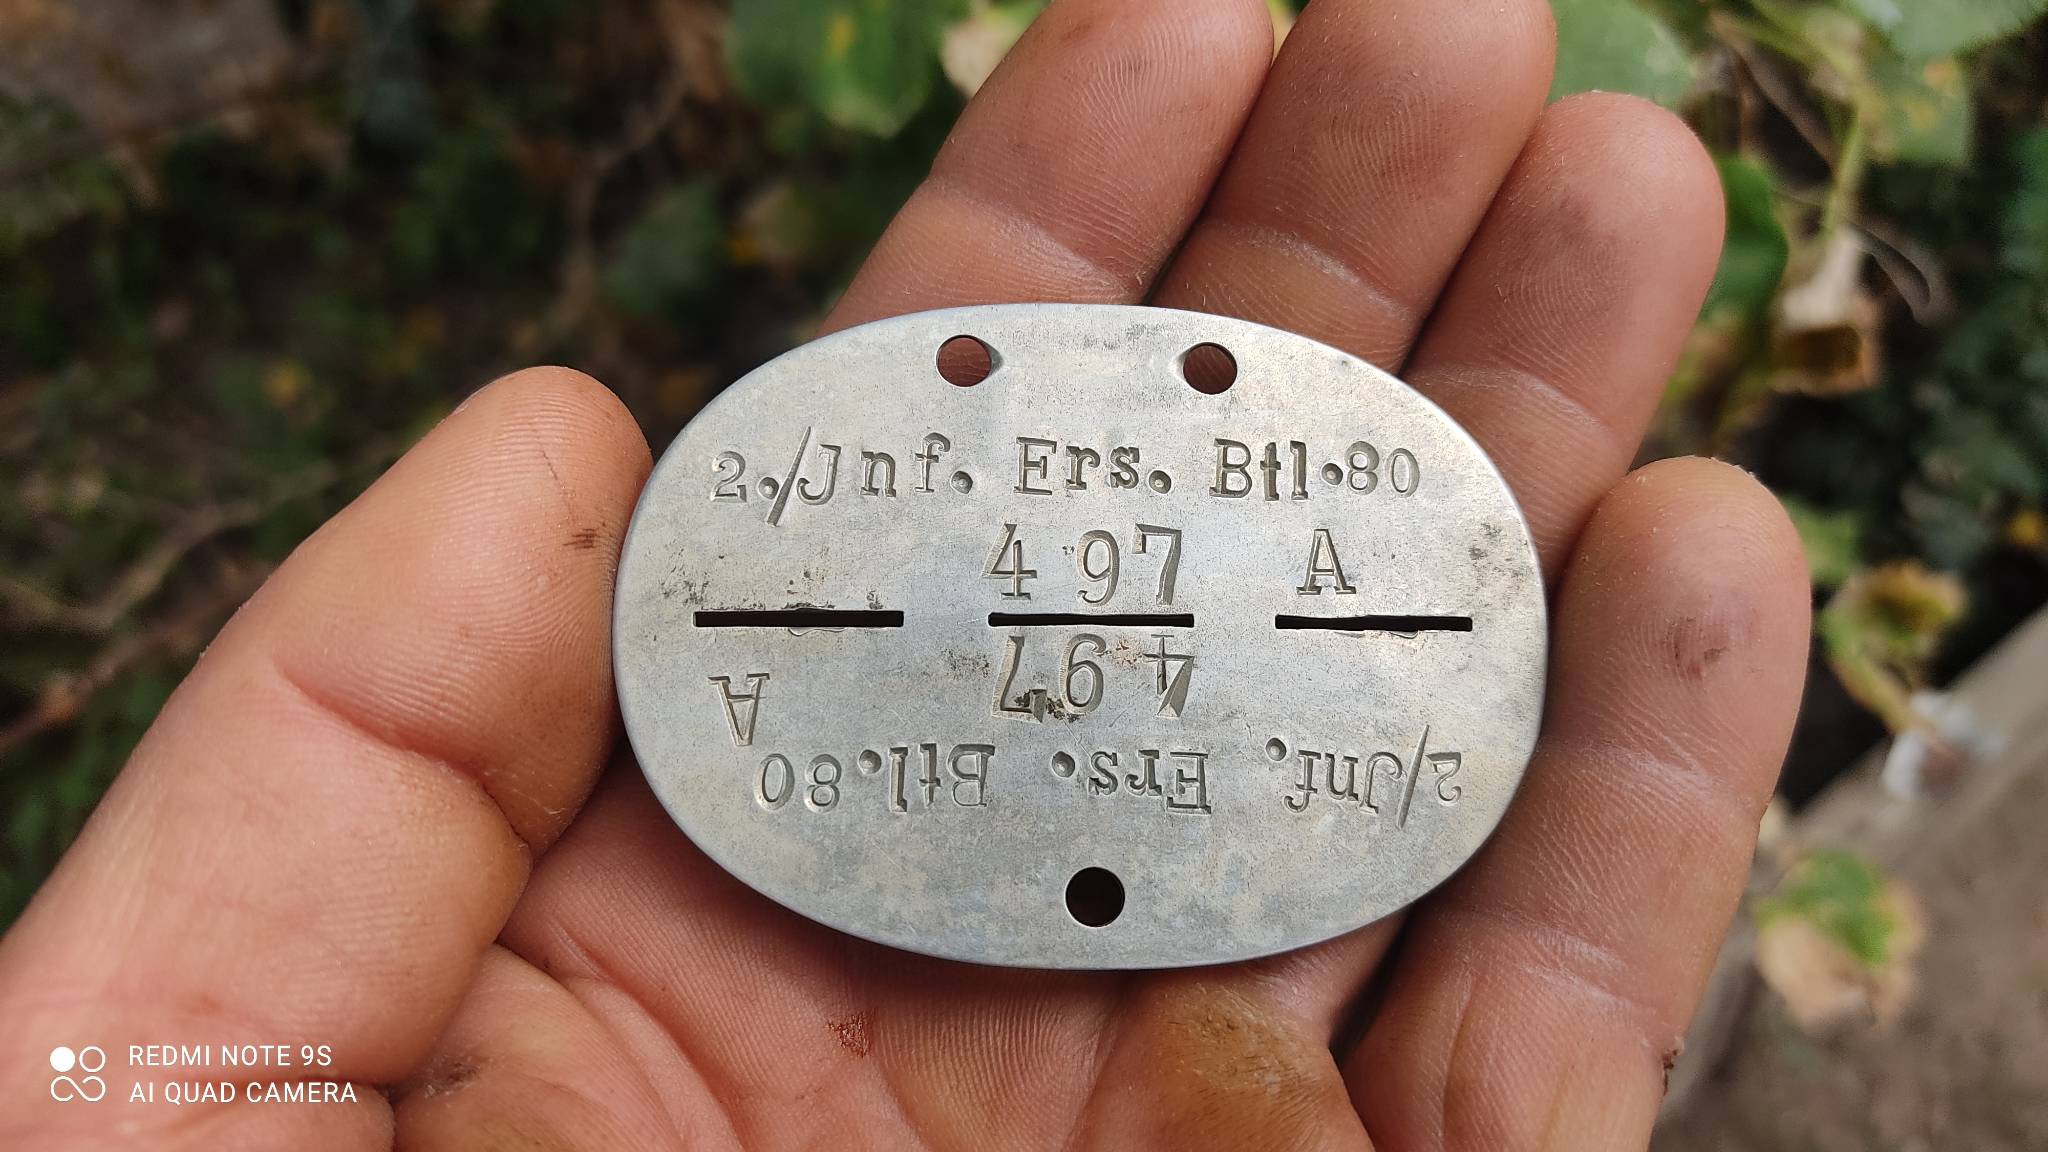 2./Jnf. Ers. Btl.80
497 A
497 A
2/Jnf. Ers. Btl.80
REDMI NOTE 9S
AI QUAD CAMERA